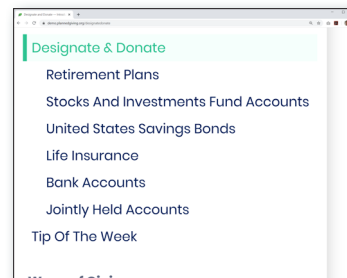 Designate & Donate
Retirement Plans
Stocks And Investments Fund Accounts
United States Savings Bonds
Life Insurance
Bank Accounts
Jointly Held Accounts
Tip Of The Week